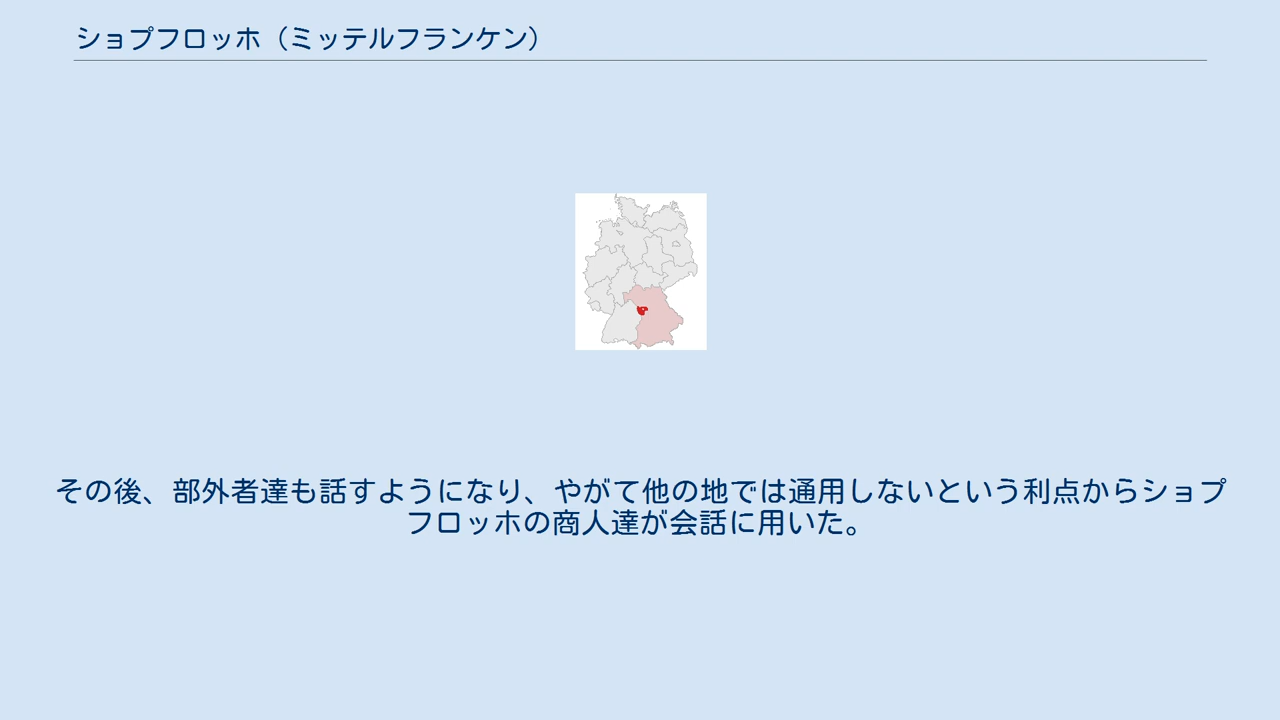 ショプフロッホ（ミッテルフランケン）
その後、部外者達も話すようになり、やがて他の地では通用しないという利点からショプ
フロッホの商人達が会話に用いた。